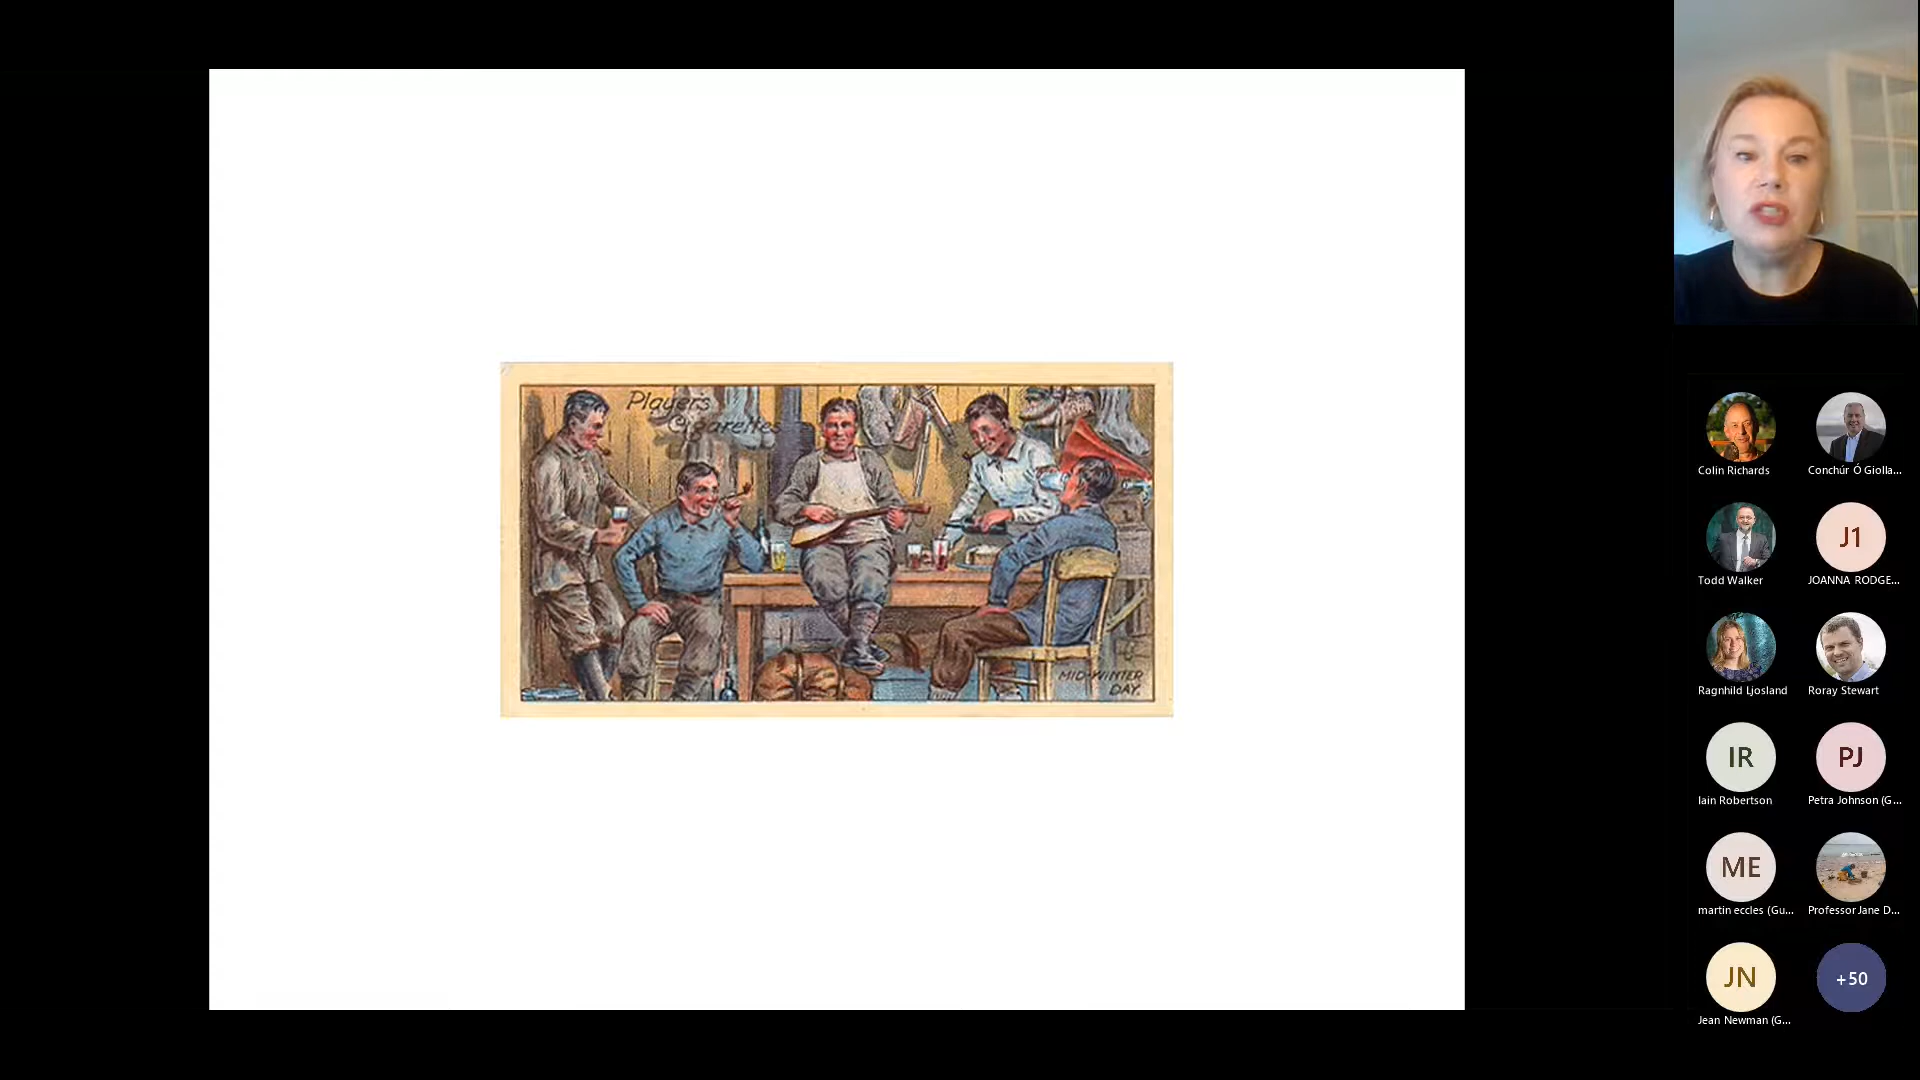 Player's
Cigarettes
MID-WINTER
DAY.
Colin Richards
Conchúr Ó Giolla...
Todd Walker
J1
JOANNA RODGE...
Ragnhild Ljosland
Roray Stewart
IR
Iain Robertson
PJ
Petra Johnson (G...
ME
martin eccles (Gu...
Professor Jane D...
JN
Jean Newman (G...
+50